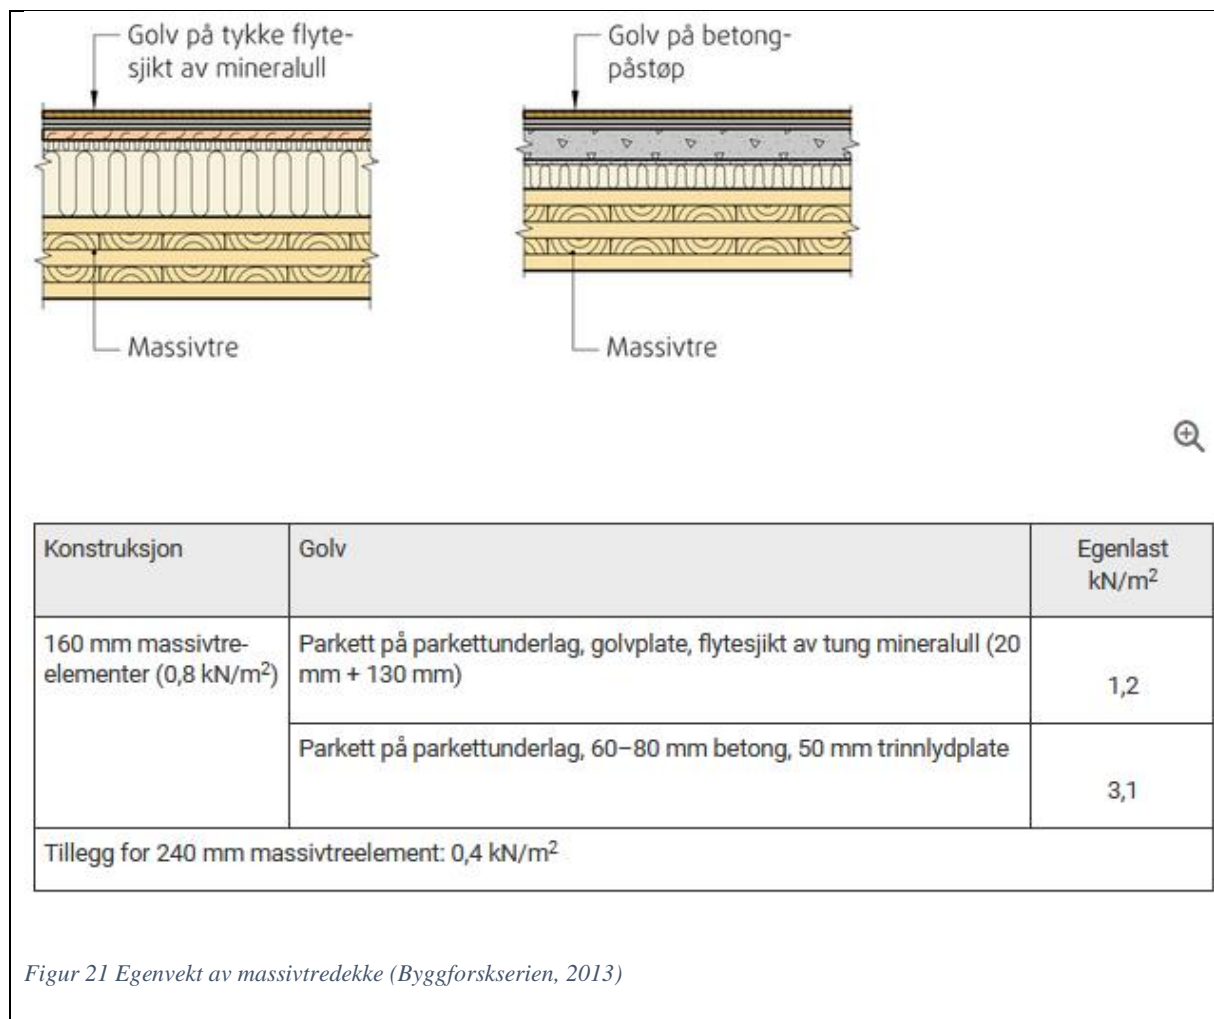 Golv på tykke flyte-
sjikt av mineralull
Golv på betong-
påstøp
Massivtre
Massivtre
Konstruksjon
Golv
Egenlast
kN/m²
160 mm massivtre-
elementer (0,8 kN/m²)
Parkett på parkettunderlag, golvplate, flytesjikt av tung mineralull (20
mm + 130 mm)
1,2
Parkett på parkettunderlag, 60–80 mm betong, 50 mm trinnlydplate
3,1
Tillegg for 240 mm massivtreelement: 0,4 kN/m²
Figur 21 Egenvekt av massivtredekke (Byggforskserien, 2013)